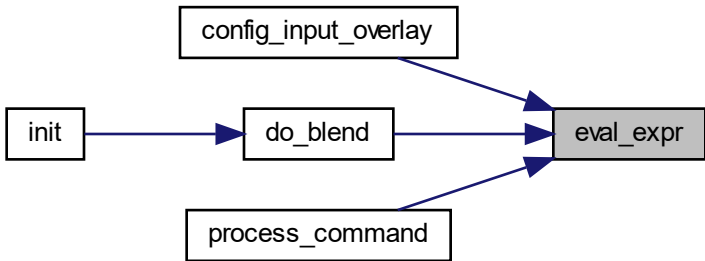 config_input_overlay
init
do_blend
eval_expr
process_command